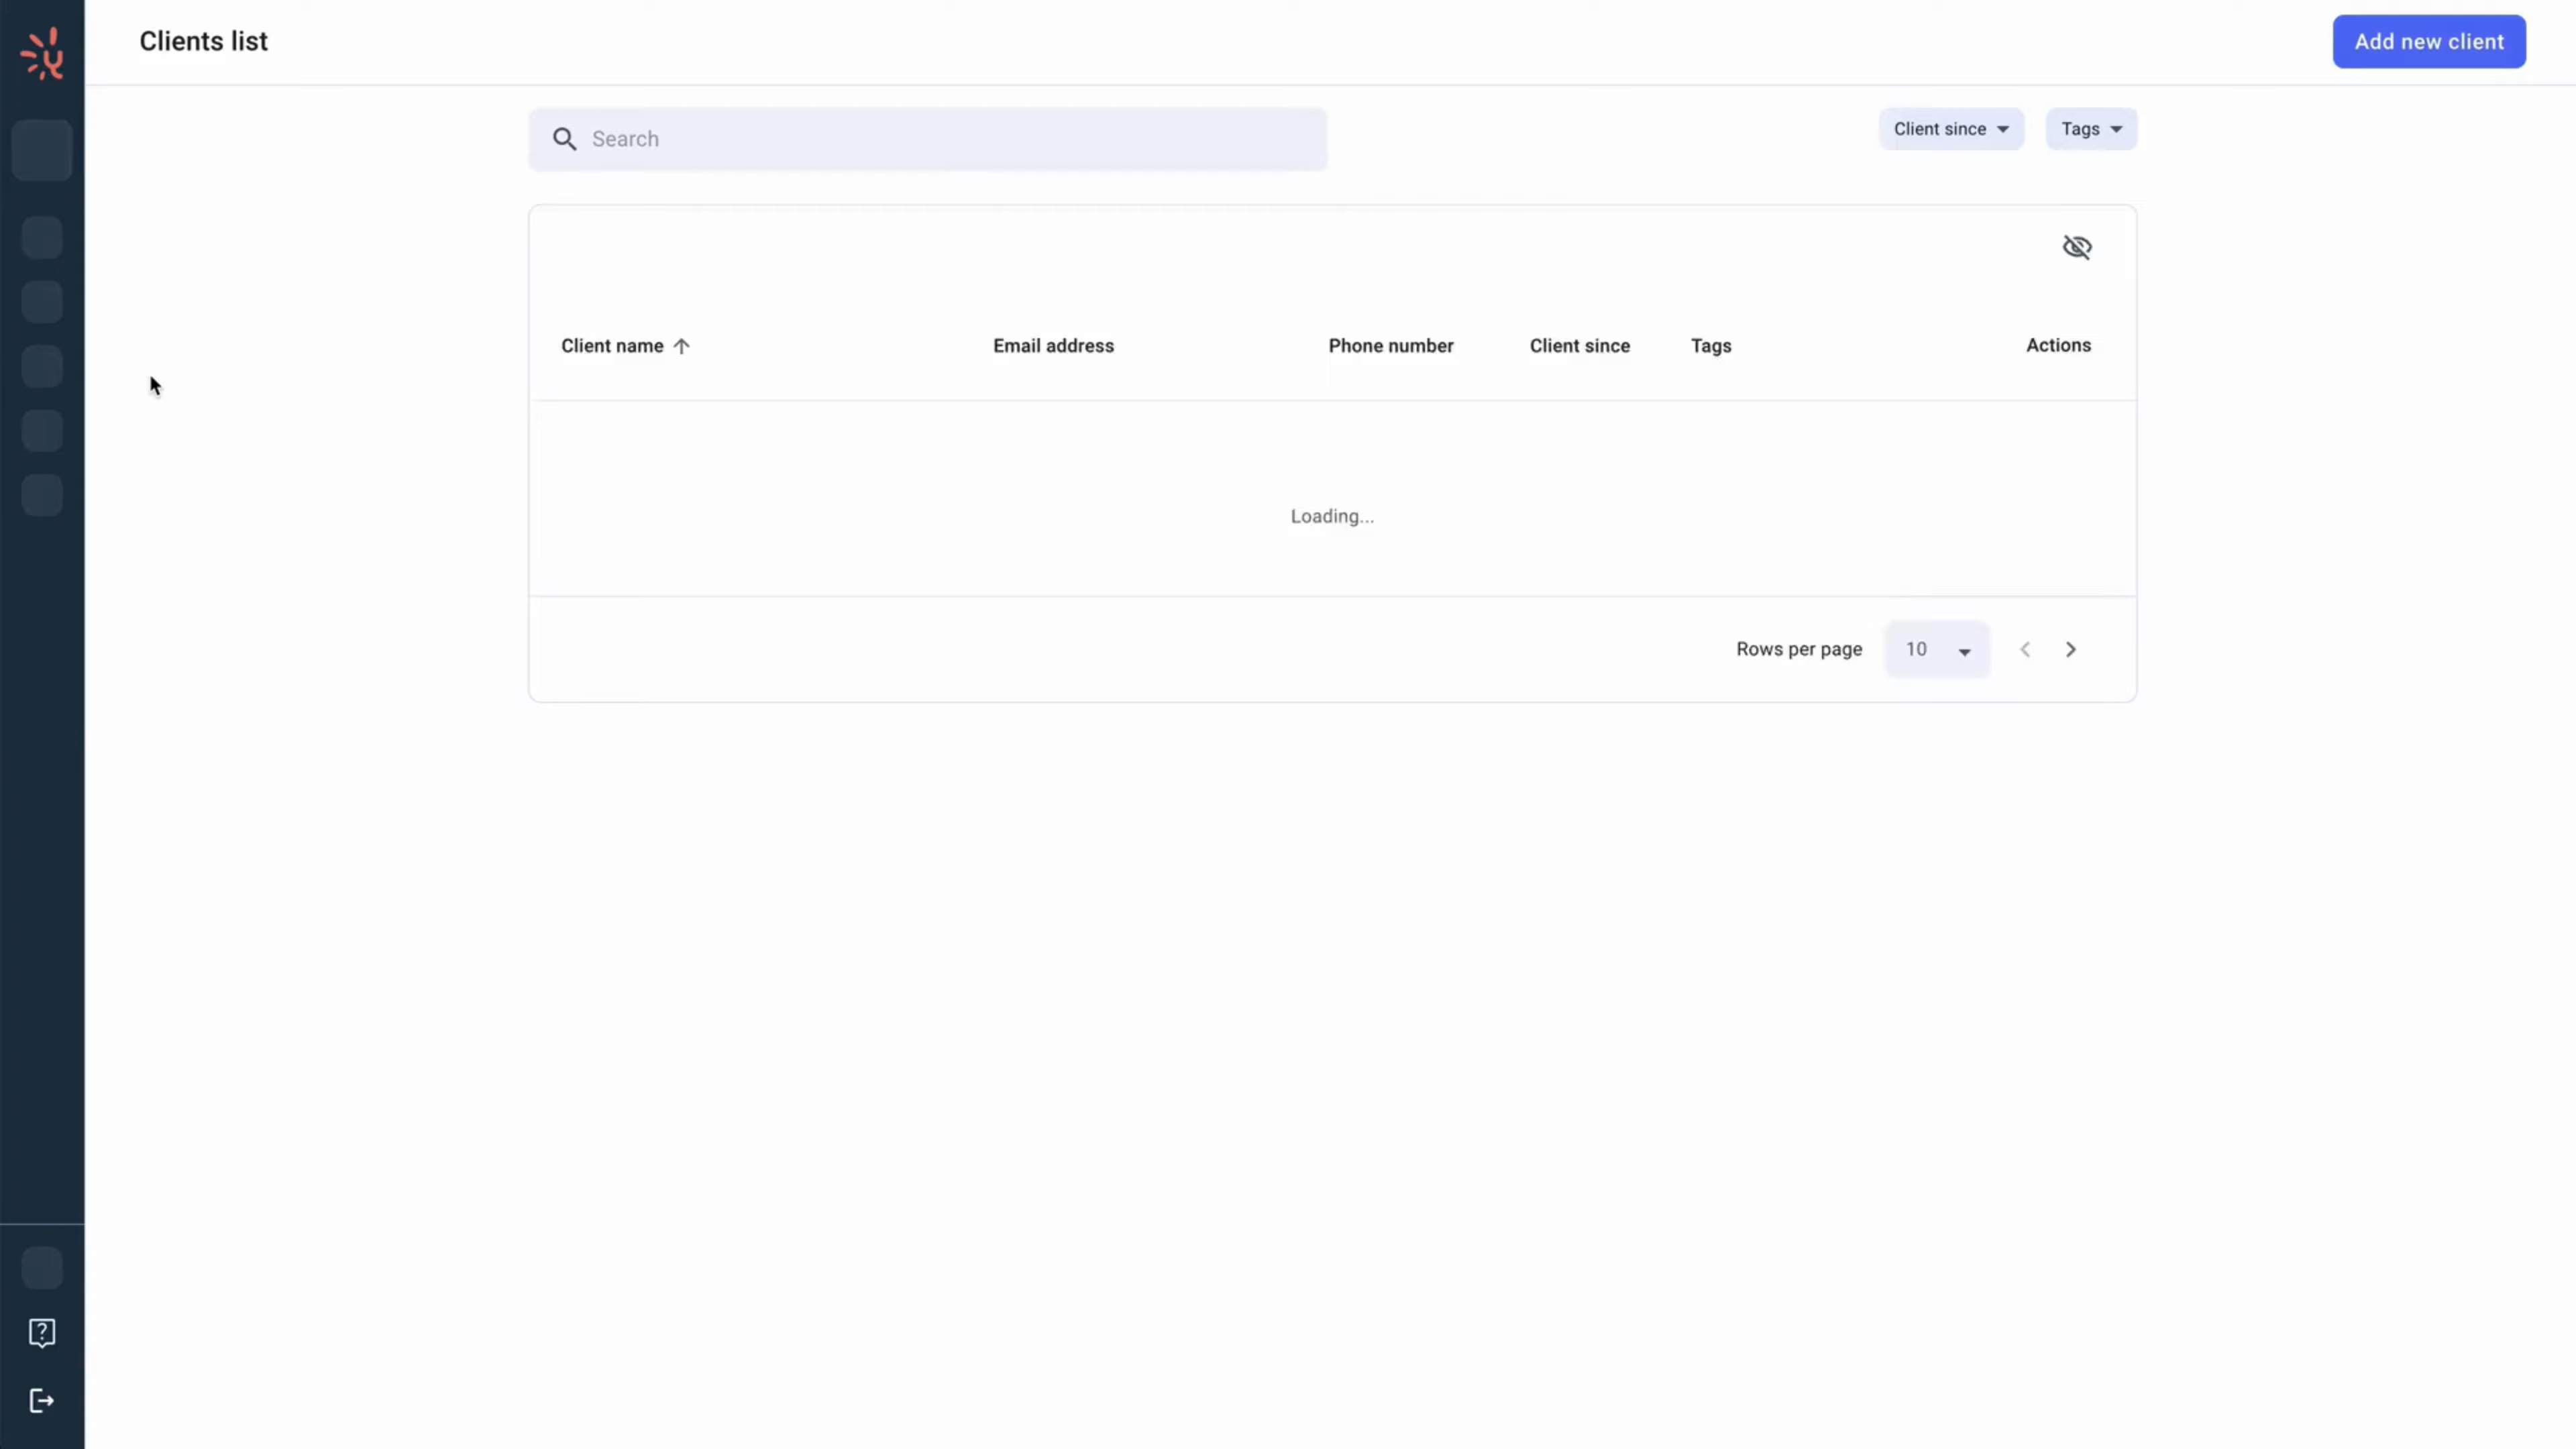 Clients list
Add new client
Search
Client since
Tags
Client name
Email address
Phone number
Client since
Tags
Actions
Loading...
Rows per page
10